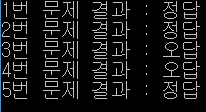 1번 문제 결과 : 정답
2번 문제 결과 : 정답
3번 문제 결과 : 오답
4번 문제 결과 : 오답
5번 문제 결과 : 정답